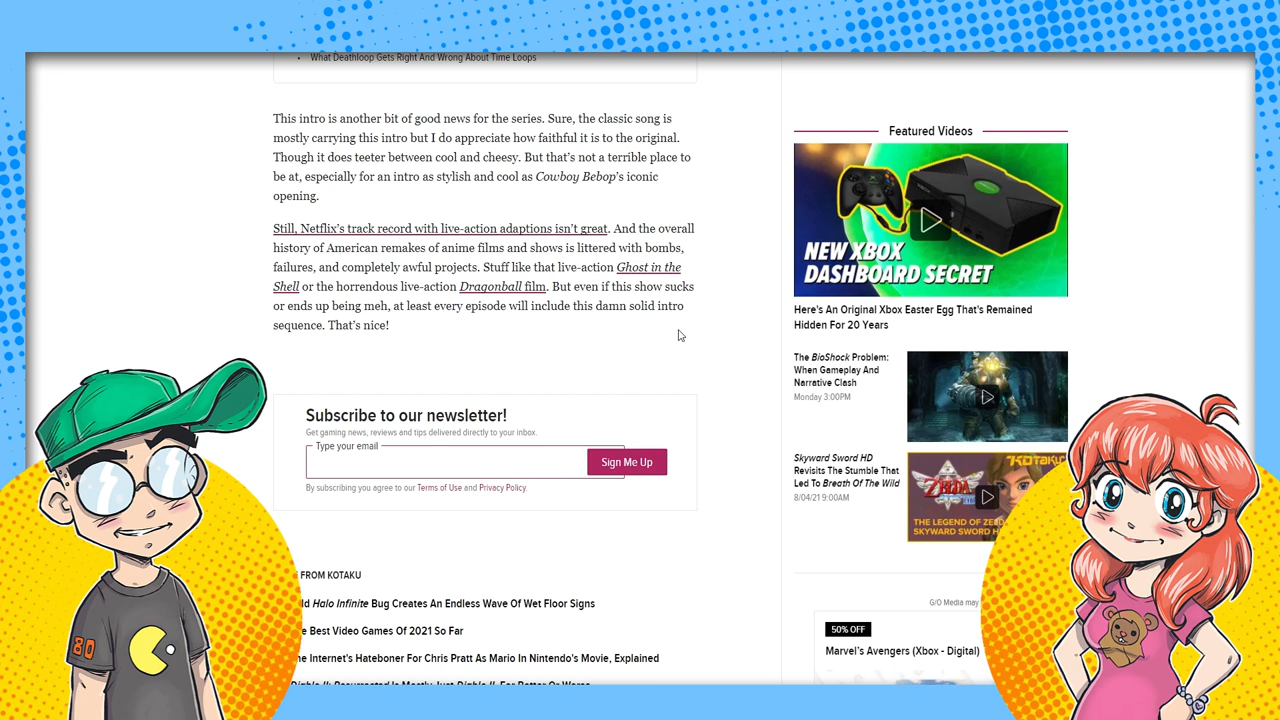 • What Deathloop Gets Right And Wrong About Time Loops
This intro is another bit of good news for the series. Sure, the classic song is
mostly carrying this intro but I do appreciate how faithful it is to the original.
Though it does teeter between cool and cheesy. But that’s not a terrible place to
be at, especially for an intro as stylish and cool as Cowboy Bebop’s iconic
opening.
Still, Netflix’s track record with live-action adaptions isn’t great. And the overall
history of American remakes of anime films and shows is littered with bombs,
failures, and completely awful projects. Stuff like that live-action Ghost in the
Shell or the horrendous live-action Dragonball film. But even if this show sucks
or ends up being meh, at least every episode will include this damn solid intro
sequence. That’s nice!
Subscribe to our newsletter!
Get gaming news, reviews and tips delivered directly to your inbox.
Type your email
Sign Me Up
By subscribing you agree to our Terms of Use and Privacy Policy.
FROM KOTAKU
Halo Infinite Bug Creates An Endless Wave Of Wet Floor Signs
Best Video Games Of 2021 So Far
Internet's Hateboner For Chris Pratt As Mario In Nintendo's Movie, Explained
Featured Videos
NEW XBOX
DASHBOARD SECRET
Here's An Original Xbox Easter Egg That's Remained
Hidden For 20 Years
The BioShock Problem:
When Gameplay And
Narrative Clash
Monday 3:00PM
Skyward Sword HD
Revisits The Stumble That
Led To Breath Of The Wild
8/04/21 9:00AM
KOTAKU
ZELDA
THE LEGEND OF
SKYWARD SWORD
G/O Media may
50% OFF
Marvel’s Avengers (Xbox - Digital)
80